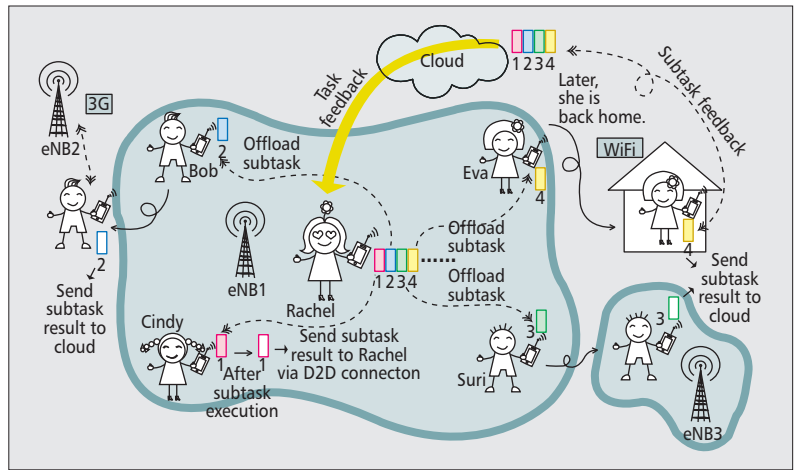 Cloud
1234
Task
feedback
Later,
she is
back home.
Subtask feedback
3G
eNB2
Bob
2
Offload
subtask
Eva
4
WiFi
4
2
Send
subtask
result to
cloud
eNB1
Rachel
1234
......
Offload
subtask
Offload
subtask
Send
subtask
result to
cloud
Cindy
1
1
After
subtask
execution
Send subtask
result to Rachel
via D2D connecton
3
Suri
3
eNB3